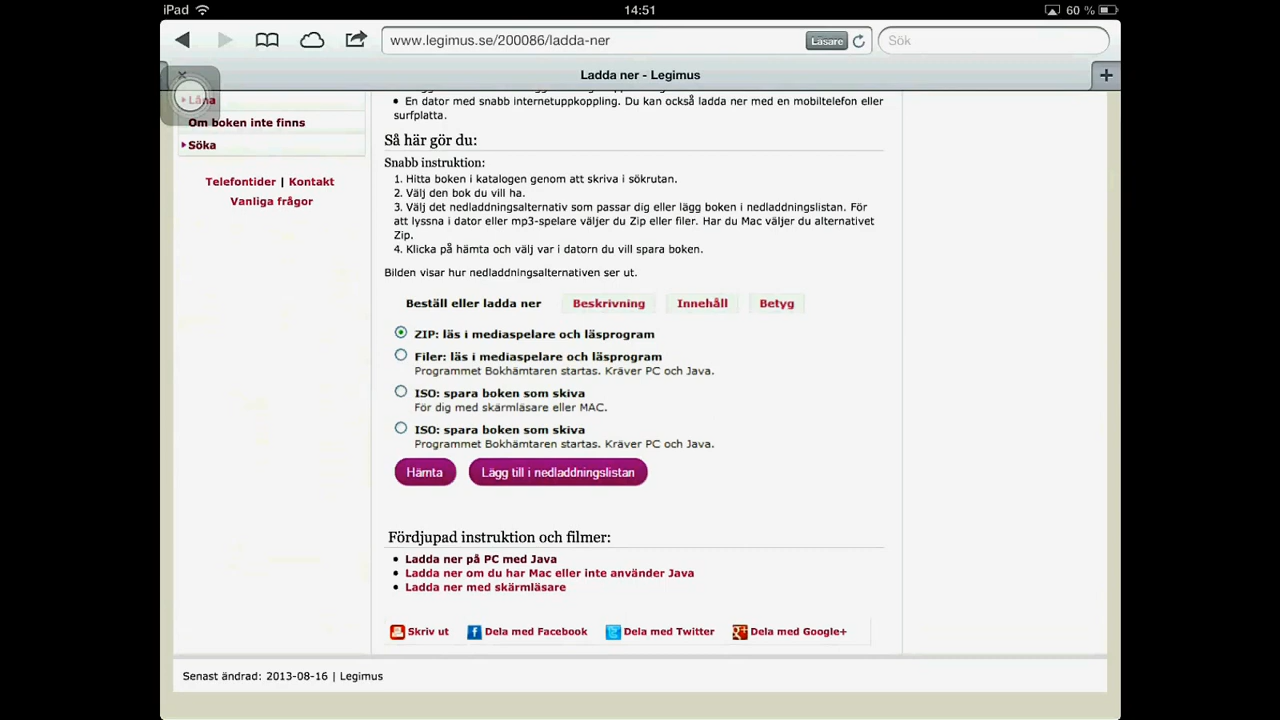 iPad
14:51
60 %
www.legimus.se/200086/ladda-ner
Läsare
Sök
Ladda ner - Legimus
Låna
Om boken inte finns
Söka
Telefontider | Kontakt
Vanliga frågor
• En dator med snabb internetuppkoppling. Du kan också ladda ner med en mobiltelefon eller
surfplatta.
Så här gör du:
Snabb instruktion:
1. Hitta boken i katalogen genom att skriva i sökrutan.
2. Välj den bok du vill ha.
3. Välj det nedladdningsalternativ som passar dig eller lägg boken i nedladdningslistan. För
att lyssna i dator eller mp3-spelare väljer du Zip eller filer. Har du Mac väljer du alternativet
Zip.
4. Klicka på hämta och välj var i datorn du vill spara boken.
Bilden visar hur nedladdningsalternativen ser ut.
Beställ eller ladda ner Beskrivning Innehåll Betyg
ZIP: läs i mediaspelare och läsprogram
Filer: läs i mediaspelare och läsprogram
Programmet Bokhämtaren startas. Kräver PC och Java.
ISO: spara boken som skiva
För dig med skärmläsare eller MAC.
ISO: spara boken som skiva
Programmet Bokhämtaren startas. Kräver PC och Java.
Hämta Lägg till i nedladdningslistan
Fördjupad instruktion och filmer:
• Ladda ner på PC med Java
• Ladda ner om du har Mac eller inte använder Java
• Ladda ner med skärmläsare
Skriv ut Dela med Facebook Dela med Twitter Dela med Google+
Senast ändrad: 2013-08-16 | Legimus